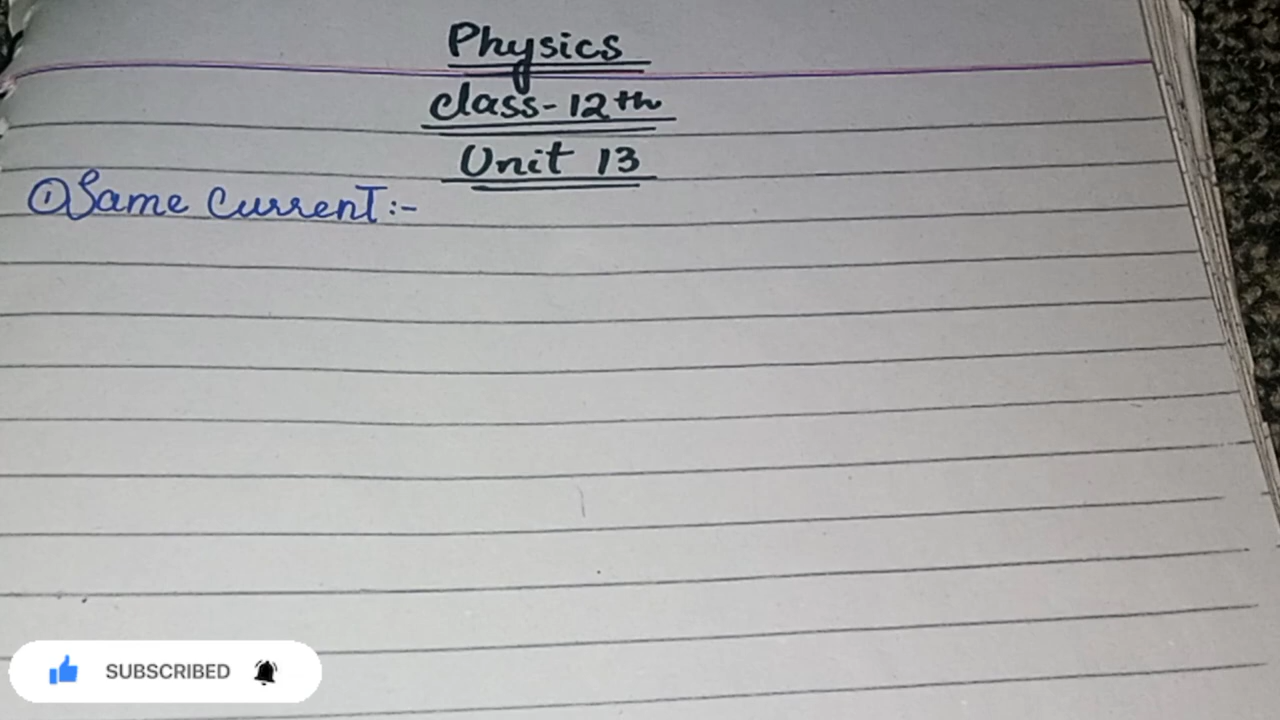 Physics
Class-12th
Unit 13
①Same Current:-
SUBSCRIBED